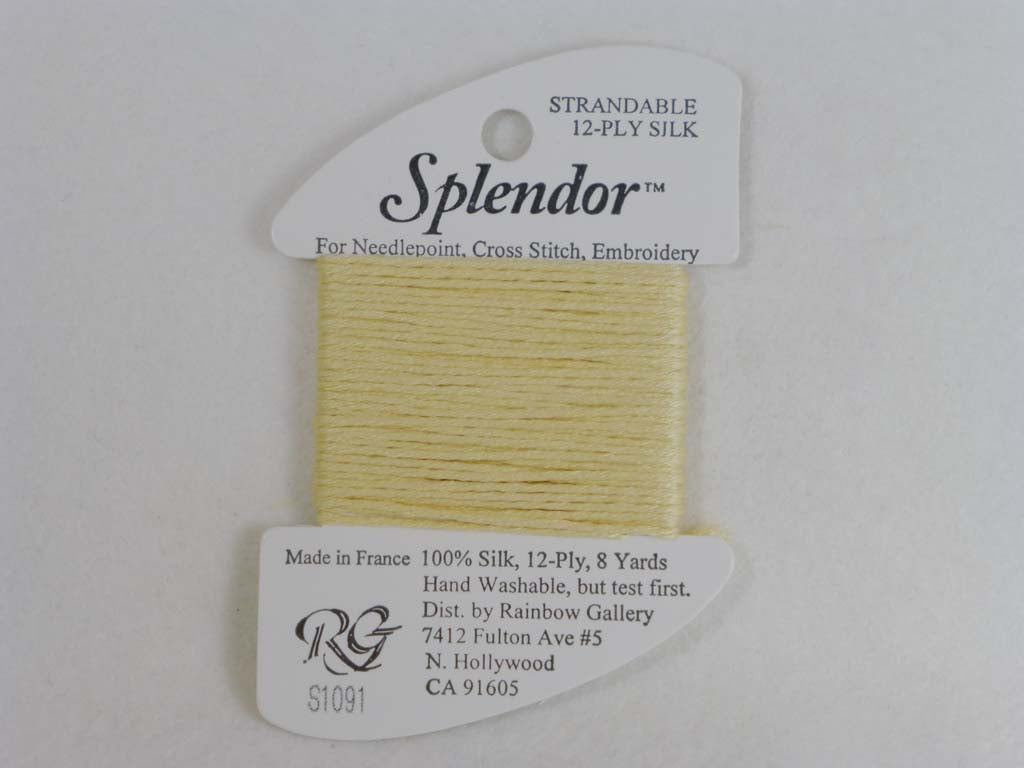 STRANDABLE
12-PLY SILK
Splendor™
For Needlepoint, Cross Stitch, Embroidery
Made in France 100% Silk, 12-Ply, 8 Yards
Hand Washable, but test first.
Dist. by Rainbow Gallery
7412 Fulton Ave #5
N. Hollywood
CA 91605
RG
S1091